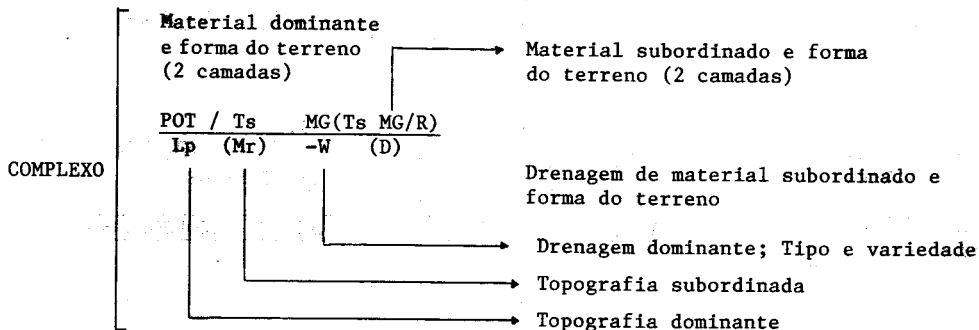 Material dominante
e forma do terreno
(2 camadas)
Material subordinado e forma
do terreno (2 camadas)
POT / Ts MG(Ts MG/R)
Lp (Mr) -W (D)
COMPLEXO
Drenagem de material subordinado e
forma do terreno
Drenagem dominante; Tipo e variedade
Topografia subordinada
Topografia dominante